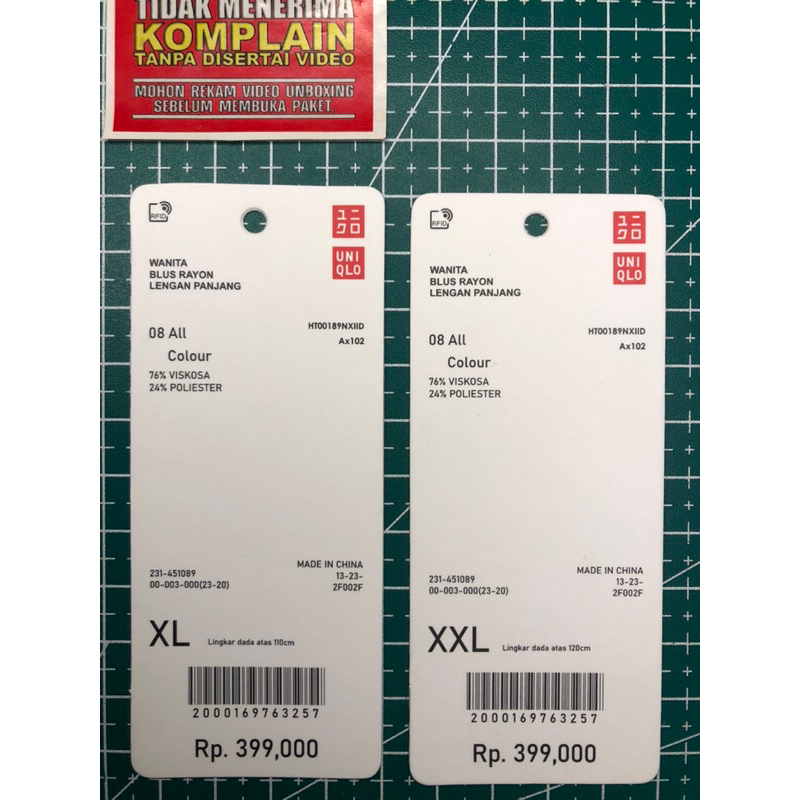 TIDAK MENERIMA
KOMPLAIN
TANPA DISERTAI VIDEO
MOHON REKAM VIDEO UNBOXING
SEBELUM MEMBUKA PAKET.
RFID
ユニ
クロ
UNI
QLO
WANITA
BLUS RAYON
LENGAN PANJANG
08 All
Colour
HT00189NXIID
Ax102
76% VISKOSA
24% POLIESTER
231-451089
00-003-000(23-20)
MADE IN CHINA
13-23-
2F002F
XL Lingkar dada atas 110cm
2000169763257
Rp. 399,000
RFID
ユニ
クロ
UNI
QLO
WANITA
BLUS RAYON
LENGAN PANJANG
08 All
Colour
HT00189NXIID
Ax102
76% VISKOSA
24% POLIESTER
231-451089
00-003-000(23-20)
MADE IN CHINA
13-23-
2F002F
XXL Lingkar dada atas 120cm
2000169763257
Rp. 399,000